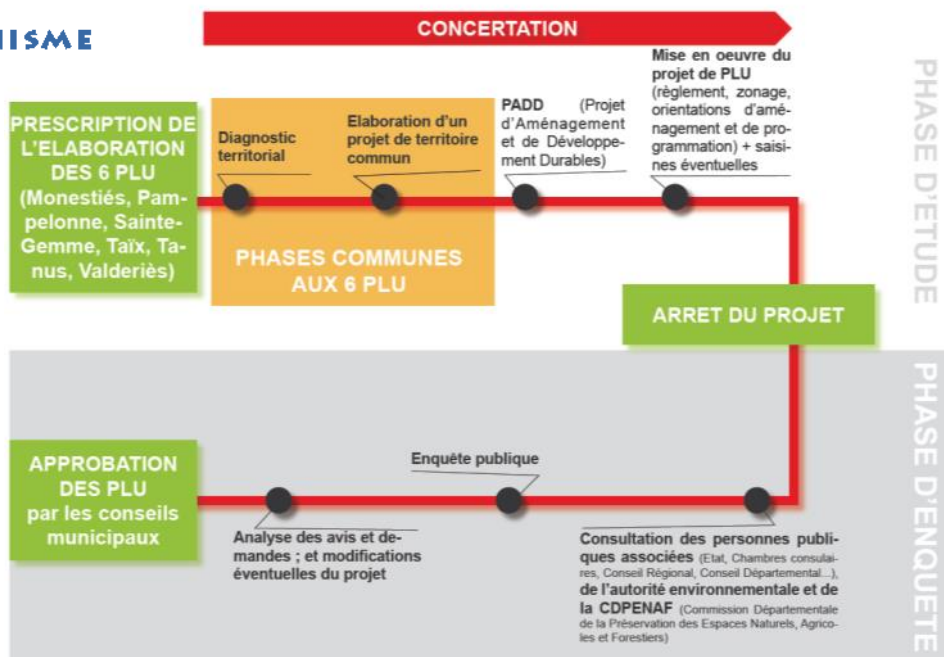 NISME
CONCERTATION
PRESCRIPTION DE
L'ELABORATION
DES 6 PLU
(Monestiés, Pam-
pelonne, Sainte-
Gemme, Taïx, Ta-
nus, Valderiès)
Diagnostic
territorial
Elaboration d'un
projet de territoire
commun
PHASES COMMUNES
AUX 6 PLU
PADD (Projet
d'Aménagement
et de Développe-
ment Durables)
Mise en oeuvre du
projet de PLU
(règlement, zonage,
orientations d'amé-
nagement et de pro-
grammation) + saisi-
nes éventuelles
PHASE D'ETUDE
ARRET DU PROJET
PHASE D'ENQUETE
Consultation des personnes publi-
ques associées (Etat, Chambres consulai-
res, Conseil Régional, Conseil Départemental...),
de l'autorité environnementale et de
la CDPENAF (Commission Départementale
de la Préservation des Espaces Naturels, Agrico-
les et Forestiers)
Enquête publique
Analyse des avis et de-
mandes ; et modifications
éventuelles du projet
APPROBATION
DES PLU
par les conseils
municipaux